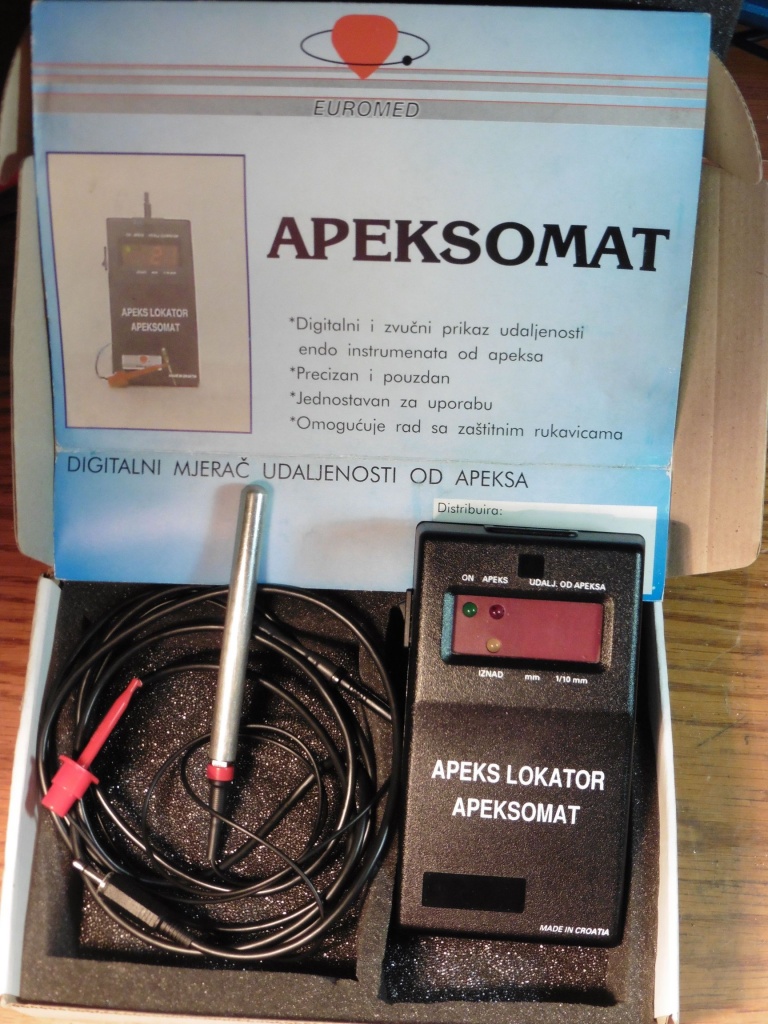 EUROMED
APEKSOMAT
APEKS LOKATOR
APEKSOMAT
*Digitalni i zvučni prikaz udaljenosti
endo instrumenata od apeksa
*Precizan i pouzdan
*Jednostavan za uporabu
*Omogućuje rad sa zaštitnim rukavicama
DIGITALNI MJERAČ UDALJENOSTI OD APEKSA
Distribuira:
ON APEKS UDALJ. OD APEKSA
IZNAD mm 1/10 mm
APEKS LOKATOR
APEKSOMAT
MADE IN CROATIA